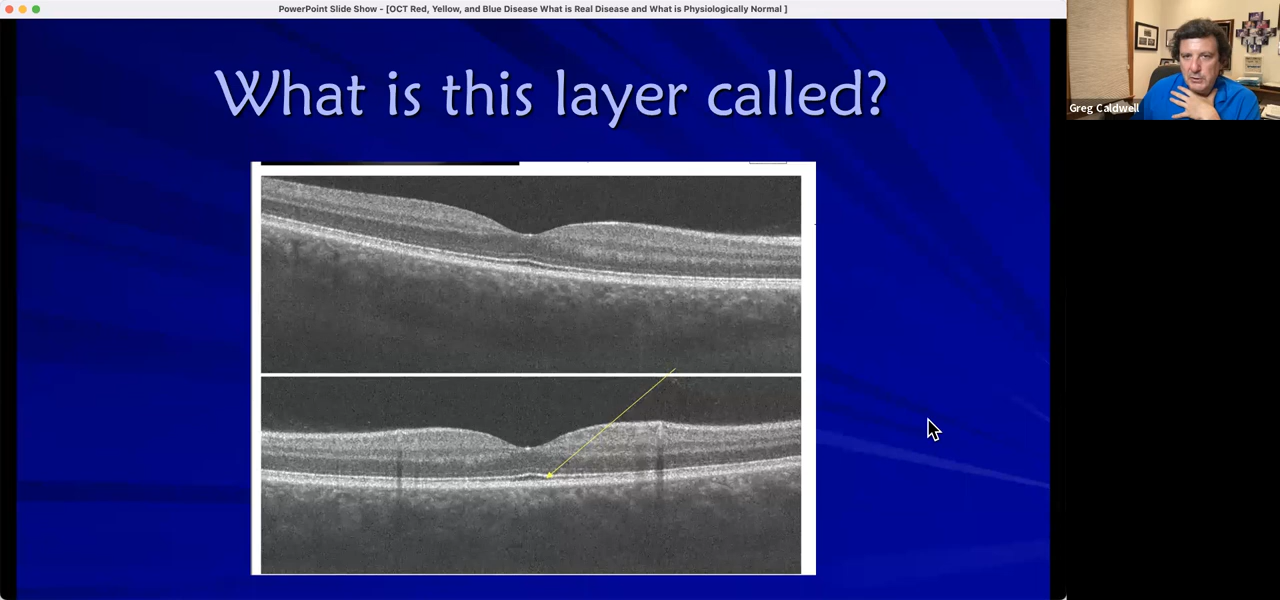 PowerPoint Slide Show - [OCT Red, Yellow, and Blue Disease What is Real Disease and What is Physiologically Normal ]
What is this layer called?
Greg Caldwell